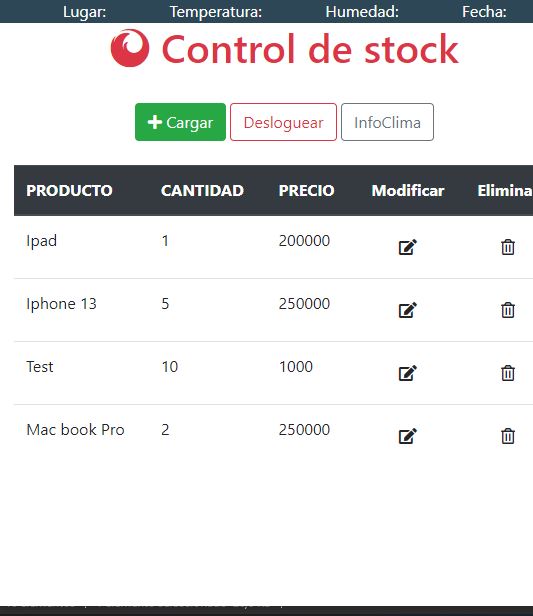 Lugar: Temperatura: Humedad: Fecha:
Control de stock
Cargar Desloguear InfoClima
PRODUCTO CANTIDAD PRECIO Modificar Elimina
Ipad 1 200000
Iphone 13 5 250000
Test 10 1000
Mac book Pro 2 250000